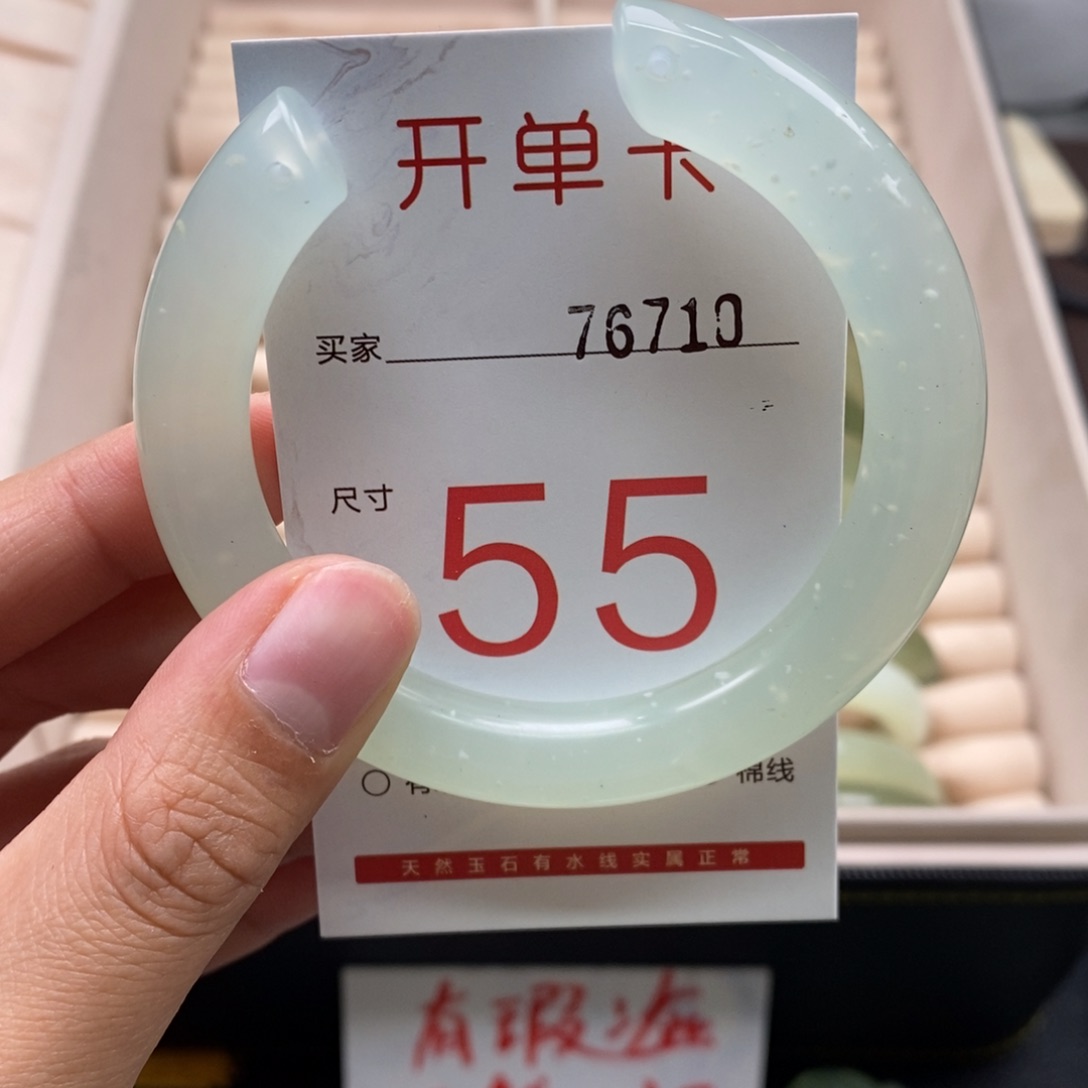 开单卡
买家 76710
尺寸 55
棉线
天然玉石有水线实属正常
有瑕疵